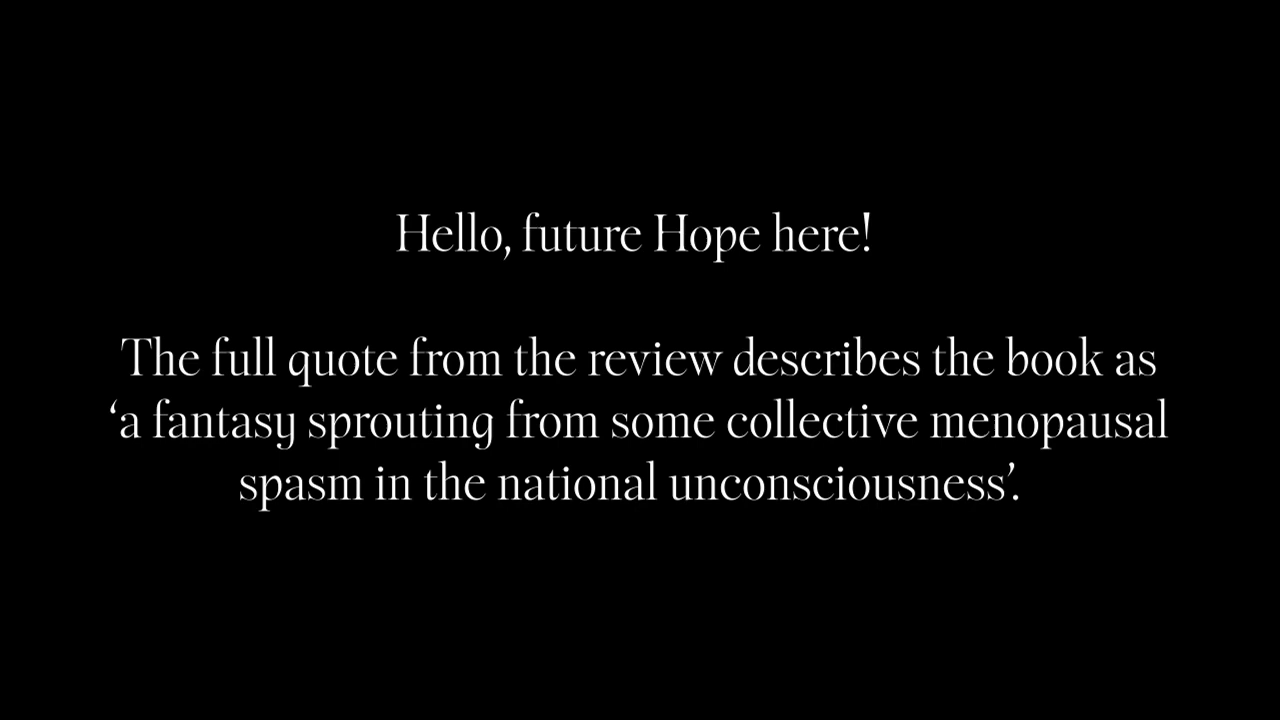 Hello, future Hope here!
The full quote from the review describes the book as
‘a fantasy sprouting from some collective menopausal
spasm in the national unconsciousness’.